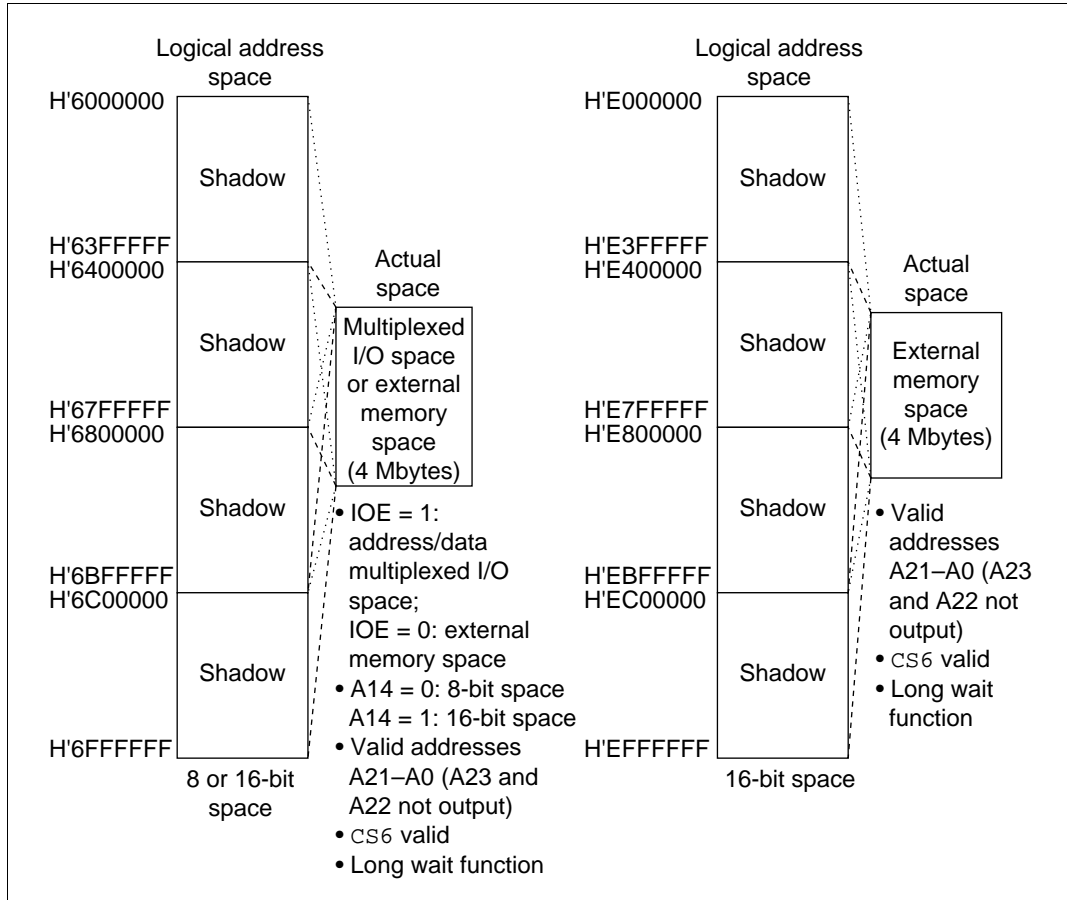 Logical address
space
H'6000000
Shadow
H'63FFFFF
H'6400000
Shadow
H'67FFFFF
H'6800000
Shadow
H'6BFFFFF
H'6C00000
Shadow
H'6FFFFFF
8 or 16-bit
space
Actual
space
Multiplexed
I/O space
or external
memory
space
(4 Mbytes)
• IOE = 1:
address/data
multiplexed I/O
space;
IOE = 0: external
memory space
• A14 = 0: 8-bit space
A14 = 1: 16-bit space
• Valid addresses
A21–A0 (A23 and
A22 not output)
• CS6 valid
• Long wait function
Logical address
space
H'E000000
Shadow
H'E3FFFFF
H'E400000
Shadow
H'E7FFFFF
H'E800000
Shadow
H'EBFFFFF
H'EC00000
Shadow
H'EFFFFFF
16-bit space
Actual
space
External
memory
space
(4 Mbytes)
• Valid
addresses
A21–A0 (A23
and A22 not
output)
• CS6 valid
• Long wait
function